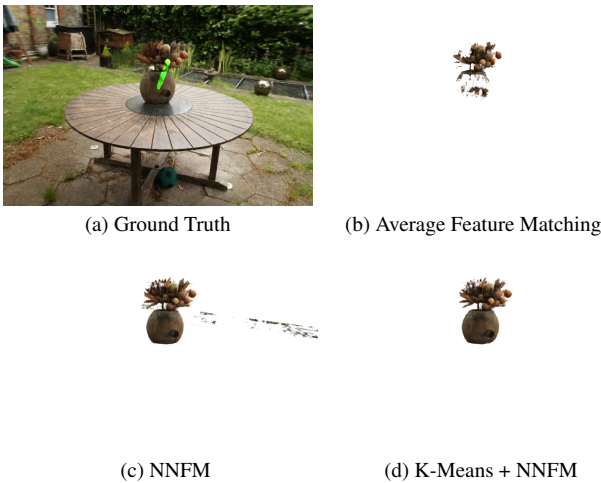 (a) Ground Truth
(b) Average Feature Matching
(c) NNFM
(d) K-Means + NNFM